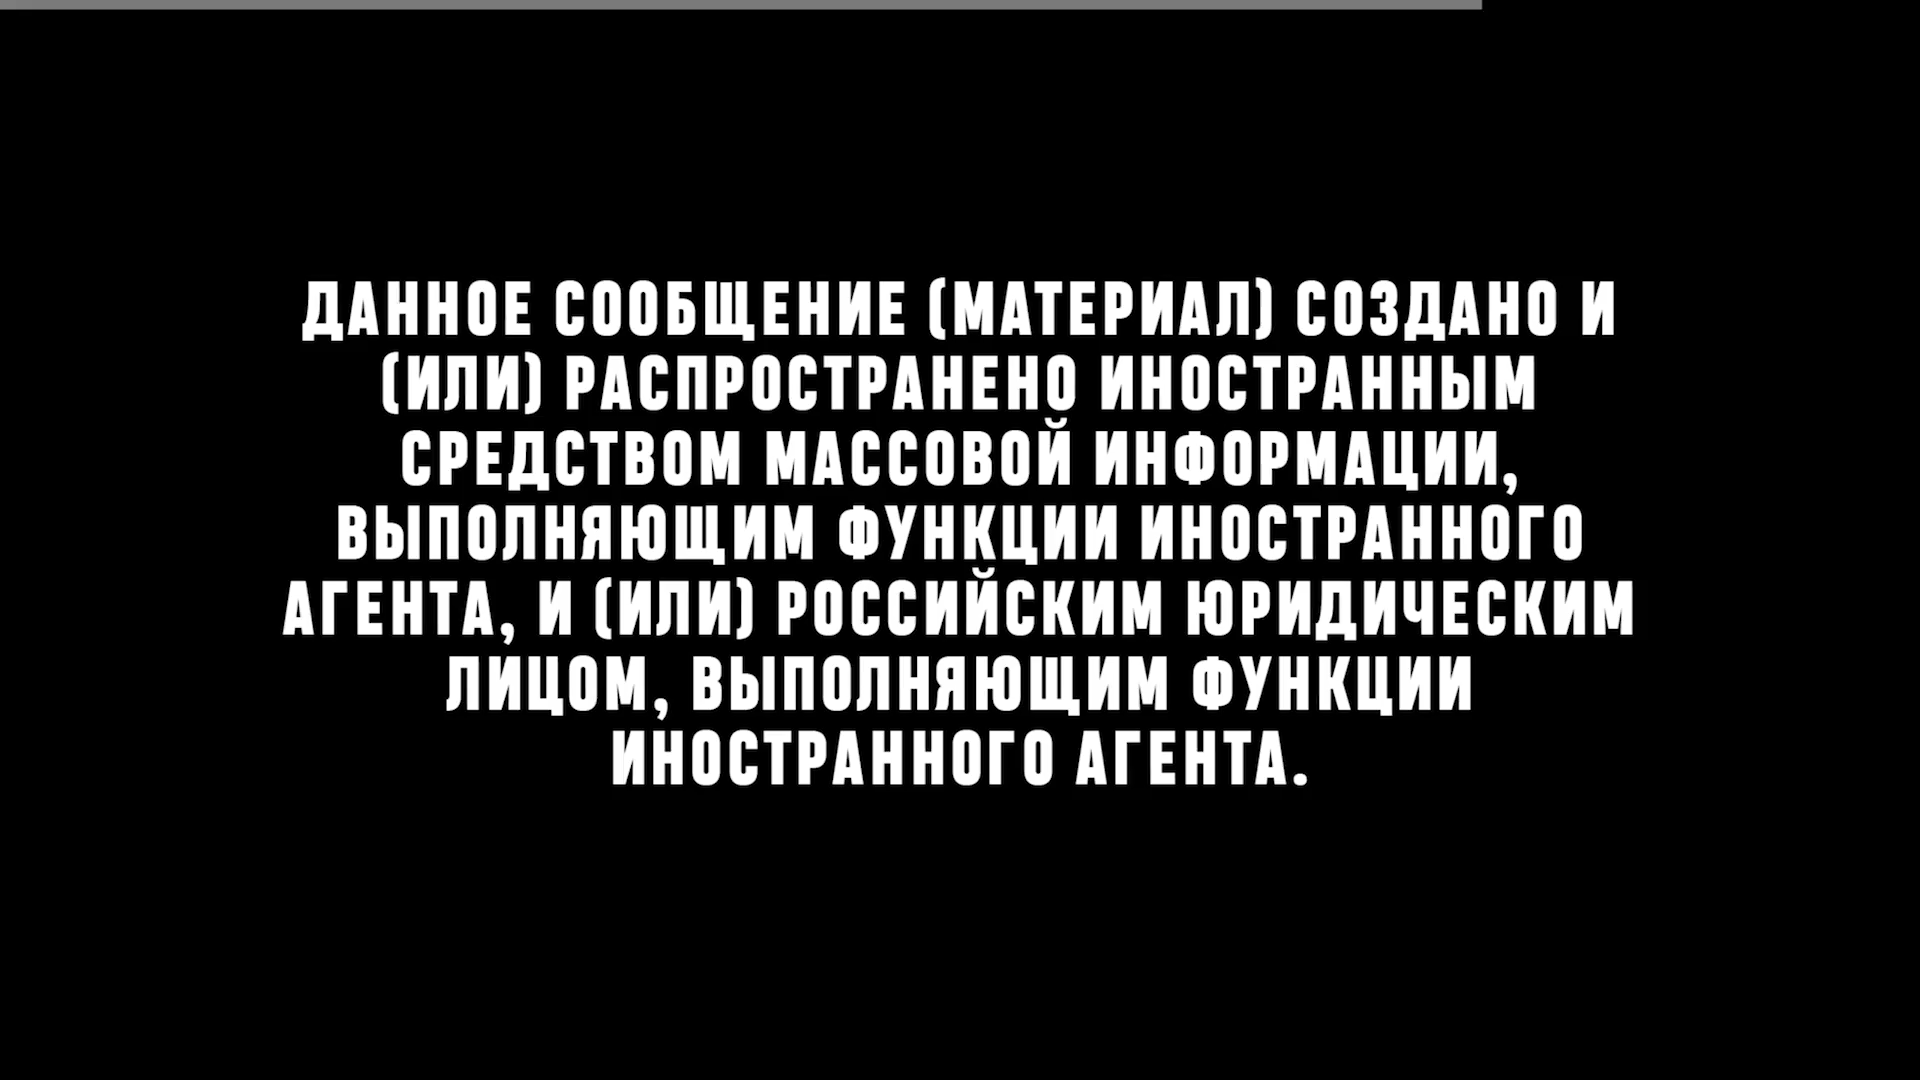 ДАННОЕ СООБЩЕНИЕ (МАТЕРИАЛ) СОЗДАНО И
(ИЛИ) РАСПРОСТРАНЕНО ИНОСТРАННЫМ
СРЕДСТВОМ МАССОВОЙ ИНФОРМАЦИИ,
ВЫПОЛНЯЮЩИМ ФУНКЦИИ ИНОСТРАННОГО
АГЕНТА, И (ИЛИ) РОССИЙСКИМ ЮРИДИЧЕСКИМ
ЛИЦОМ, ВЫПОЛНЯЮЩИМ ФУНКЦИИ
ИНОСТРАННОГО АГЕНТА.